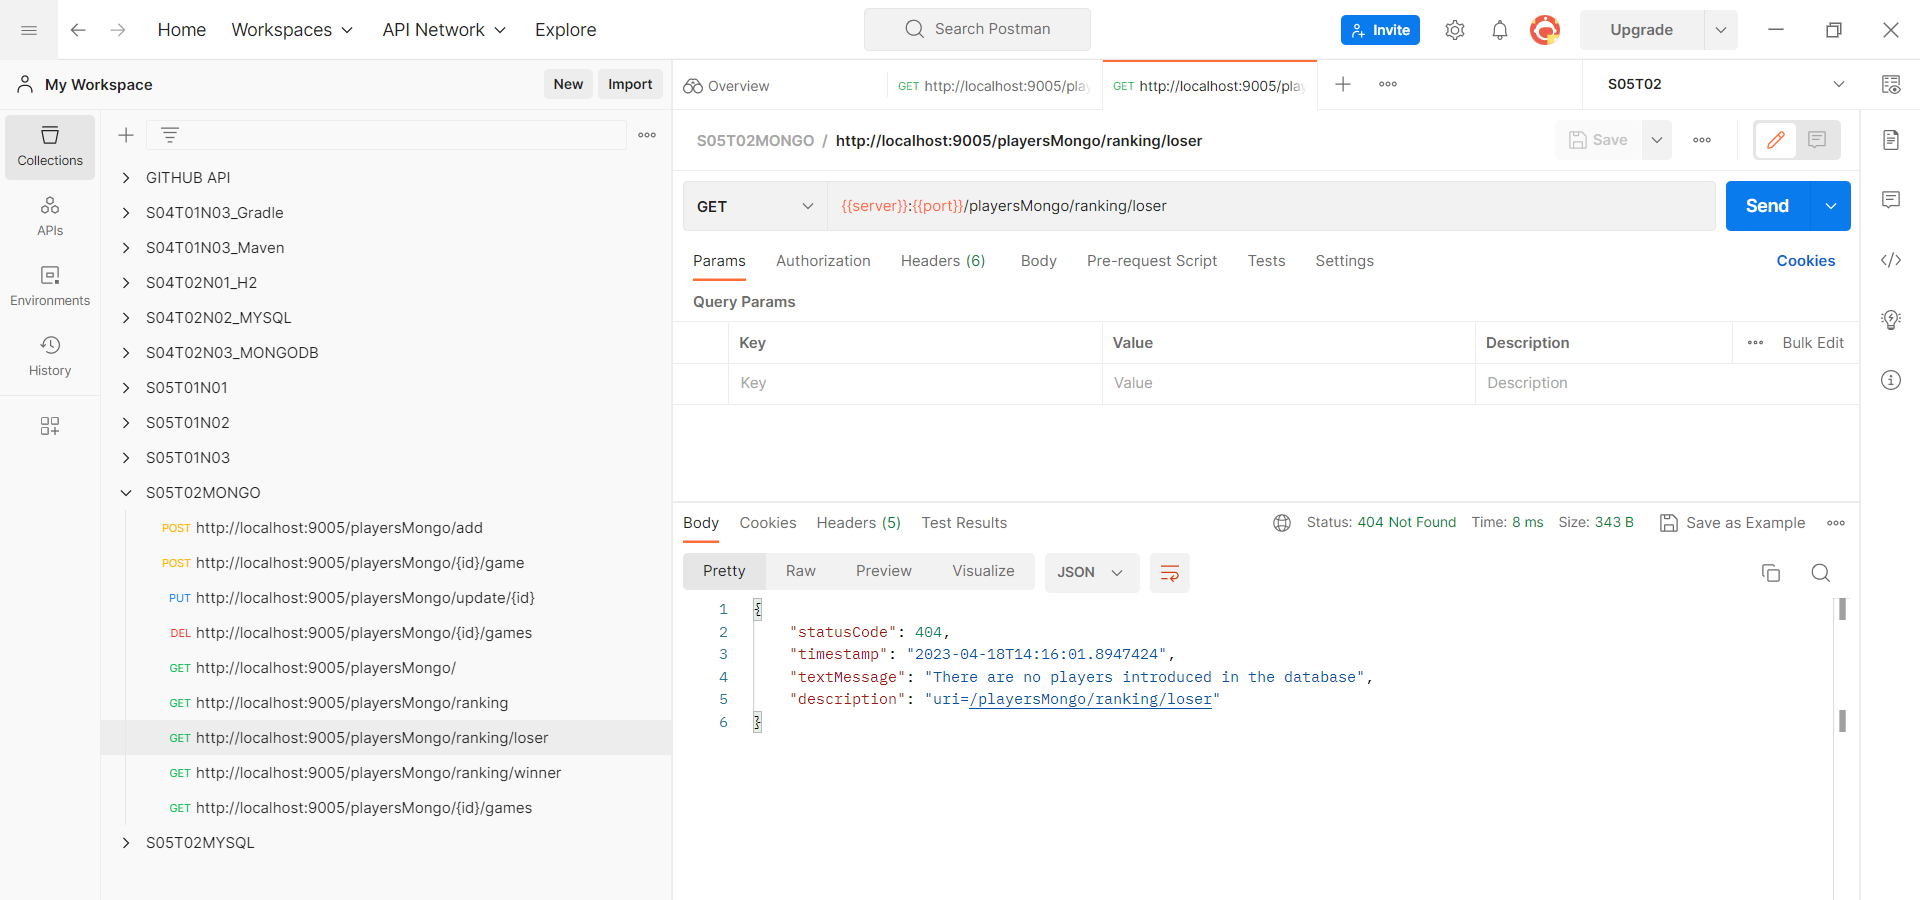 Home Workspaces API Network Explore Search Postman Invite Upgrade
My Workspace New Import
Overview GET http://localhost:9005/pla GET http://localhost:9005/pla S05T02
Collections
APIs
Environments
History
GITHUB API
S04T01N03_Gradle
S04T01N03_Maven
S04T02N01_H2
S04T02N02_MYSQL
S04T02N03_MONGODB
S05T01N01
S05T01N02
S05T01N03
S05T02MONGO
POST http://localhost:9005/playersMongo/add
POST http://localhost:9005/playersMongo/{id}/game
PUT http://localhost:9005/playersMongo/update/{id}
DEL http://localhost:9005/playersMongo/{id}/games
GET http://localhost:9005/playersMongo/
GET http://localhost:9005/playersMongo/ranking
GET http://localhost:9005/playersMongo/ranking/loser
GET http://localhost:9005/playersMongo/ranking/winner
GET http://localhost:9005/playersMongo/{id}/games
S05T02MYSQL
S05T02MONGO / http://localhost:9005/playersMongo/ranking/loser Save
GET {{server}}:{{port}}/playersMongo/ranking/loser Send
Params Authorization Headers (6) Body Pre-request Script Tests Settings Cookies
Query Params
Key Value Description Bulk Edit
Key Value Description
Body Cookies Headers (5) Test Results Status: 404 Not Found Time: 8 ms Size: 343 B Save as Example
Pretty Raw Preview Visualize JSON
1 {
2 "statusCode": 404,
3 "timestamp": "2023-04-18T14:16:01.8947424",
4 "textMessage": "There are no players introduced in the database",
5 "description": "uri=/playersMongo/ranking/loser"
6 }